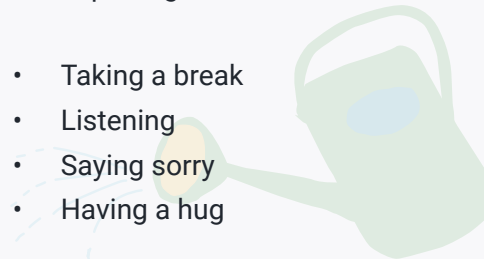 • Taking a break
• Listening
• Saying sorry
• Having a hug